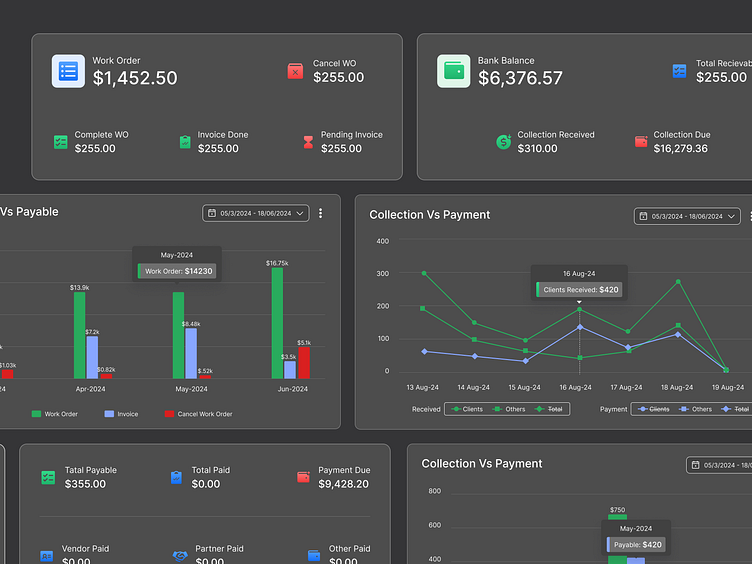 Work Order
$1,452.50
Cancel WO
$255.00
Complete WO
$255.00
Invoice Done
$255.00
Pending Invoice
$255.00
Bank Balance
$6,376.57
Total Recievab
$255.00
Collection Received
$310.00
Collection Due
$16,279.36
Vs Payable
05/3/2024 - 18/06/2024
May-2024
Work Order: $14230
$16.75k
$13.9k
$8.48k
$7.2k
$5.1k
$3.5k
$1.03k
$0.82k
$.52k
24
Apr-2024
May-2024
Jun-2024
Work Order
Invoice
Cancel Work Order
Collection Vs Payment
05/3/2024 - 18/06/2024
400
300
200
100
0
16 Aug-24
Clients Received: $420
13 Aug-24
14 Aug-24
15 Aug-24
16 Aug-24
17 Aug-24
18 Aug-24
19 Aug-24
Received
Clients
Others
Total
Payment
Clients
Others
Total
Tatal Payable
$355.00
Total Paid
$0.00
Payment Due
$9,428.20
Vendor Paid
$0.00
Partner Paid
$0.00
Other Paid
$0.00
Collection Vs Payment
05/3/2024 - 18/0
800
600
400
$750
May-2024
Payable: $420